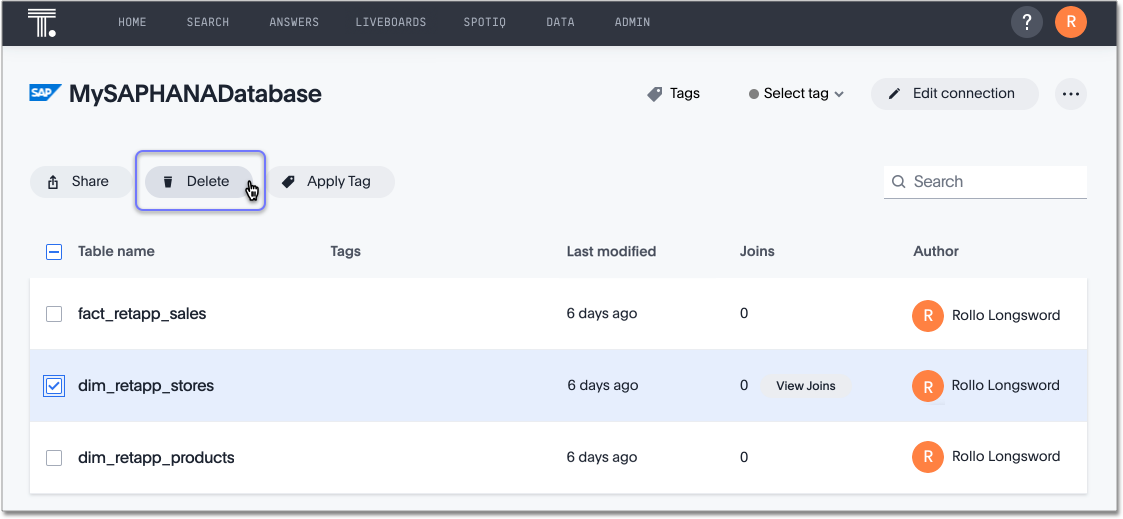 T. HOME SEARCH ANSWERS LIVEBOARDS SPOTIQ DATA ADMIN ? R
SAP MySAPHANADatabase Tags Select tag Edit connection
Share Delete Apply Tag Search
Table name Tags Last modified Joins Author
fact_retapp_sales 6 days ago 0 R Rollo Longsword
dim_retapp_stores 6 days ago 0 View Joins R Rollo Longsword
dim_retapp_products 6 days ago 0 R Rollo Longsword